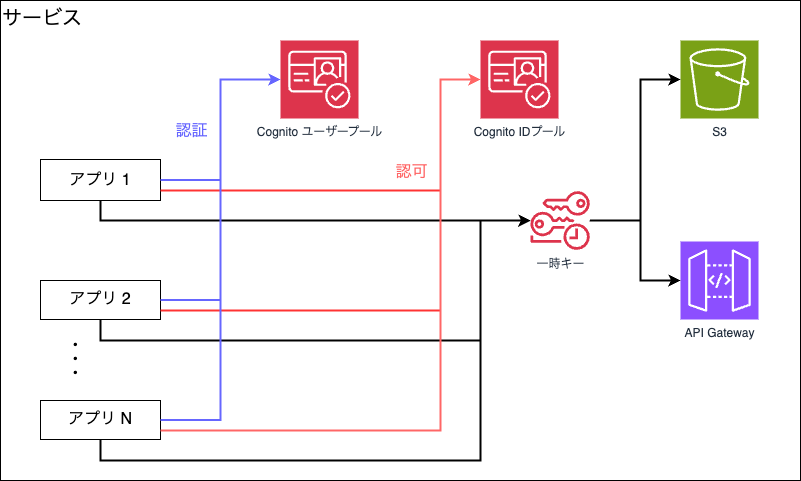 サービス
Cognito ユーザープール
Cognito IDプール
S3
認証
認可
アプリ 1
一時キー
アプリ 2
API Gateway
アプリ N